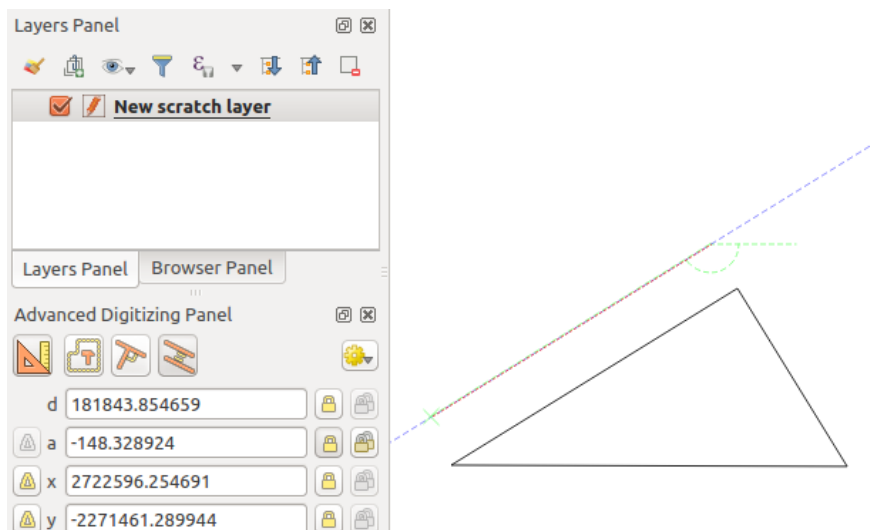 Layers Panel
ε
New scratch layer
Layers Panel Browser Panel
Advanced Digitizing Panel
d 181843.854659
a -148.328924
x 2722596.254691
y -2271461.289944